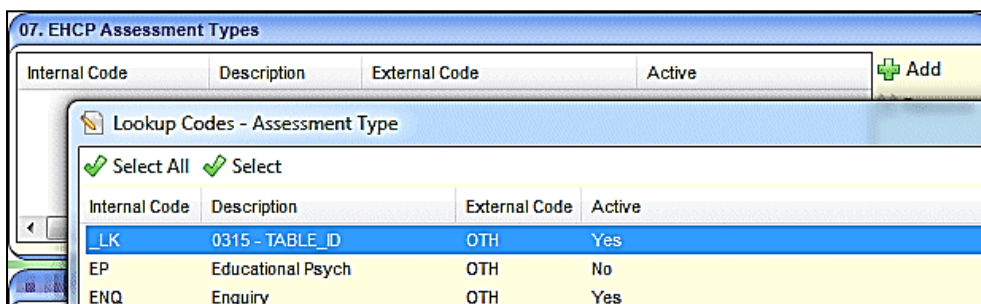 07. EHCP Assessment Types
Internal Code Description External Code Active Add
Lookup Codes - Assessment Type
Select All Select
Internal Code Description External Code Active
_LK 0315 - TABLE_ID OTH Yes
EP Educational Psych OTH No
ENQ Enquiry OTH Yes